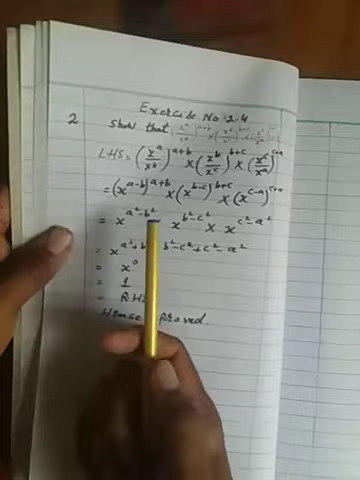 Exercise No 2.4
2 Show that (x^a/x^b)^a+b × (x^b/x^c)^b+c × (x^c/x^a)^c+a
LHS = (x^a/x^b)^a+b × (x^b/x^c)^b+c × (x^c/x^a)^c+a
= (x^a-b)^a+b × (x^b-c)^b+c × (x^c-a)^c+a
= x^a²-b² x^b²-c² × x^c²-a²
= x^a²+b² b²-c²+c²-a²
= x^0
= 1
= R.H.
Hence proved.